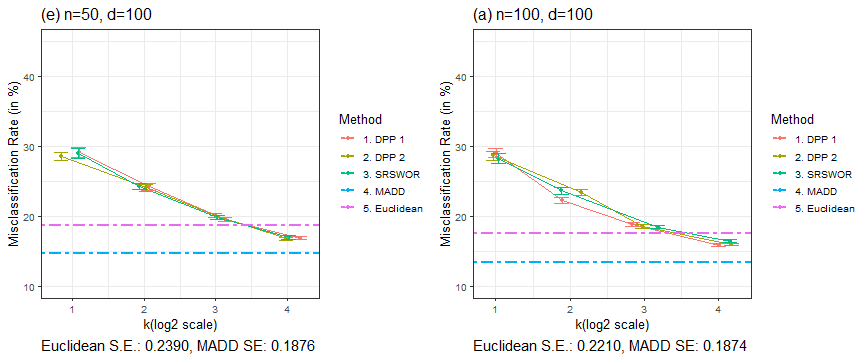 (e) n=50, d=100
Misclassification Rate (in %)
40
30
20
10
1 2 3 4
k(log2 scale)
Euclidean S.E.: 0.2390, MADD SE: 0.1876
Method
1. DPP 1
2. DPP 2
3. SRSWOR
4. MADD
5. Euclidean
(a) n=100, d=100
Misclassification Rate (in %)
40
30
20
10
1 2 3 4
k(log2 scale)
Euclidean S.E.: 0.2210, MADD SE: 0.1874
Method
1. DPP 1
2. DPP 2
3. SRSWOR
4. MADD
5. Euclidean